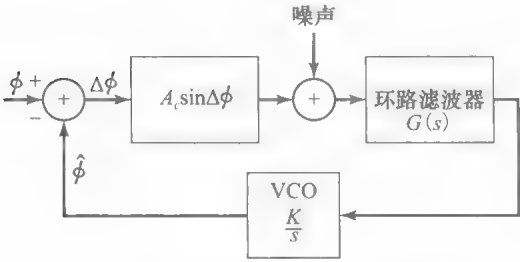 噪声
ϕ + Δϕ
+
−
A_c sinΔϕ
+
环路滤波器
G(s)
ϕ̂
VCO
K/s